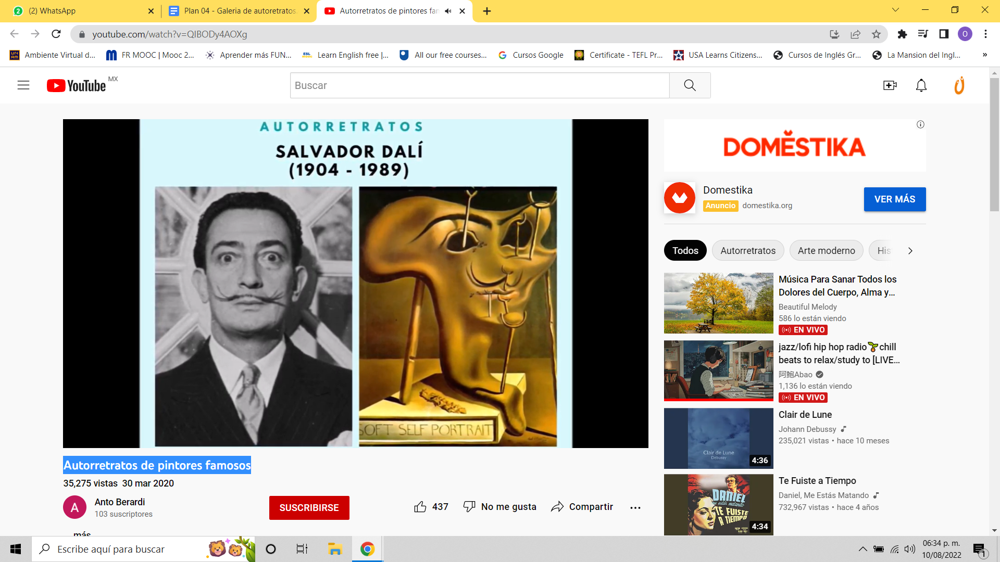 (2) WhatsApp
Plan 04 - Galeria de autoretratos.
Autorretratos de pintores fam
youtube.com/watch?v=QIBODy4AOXg
O
Ambiente Virtual d...
FR MOOC | Mooc 2...
Aprender más FUN...
Learn English free |...
All our free courses...
Cursos Google
Certificate - TEFL Pr...
USA Learns Citizens...
Cursos de Inglés Gr...
La Mansion del Ingl...
»
YouTube MX
Buscar
AUTORRETRATOS
SALVADOR DALÍ
(1904 - 1989)
SOFT SELF PORTRAIT
Autorretratos de pintores famosos
35,275 vistas 30 mar 2020
A
Anto Berardi
103 suscriptores
SUSCRIBIRSE
437
No me gusta
Compartir
más
DOMESTIKA
Domestika
Anuncio domestika.org
VER MÁS
Todos
Autorretratos
Arte moderno
His
Música Para Sanar Todos los
Dolores del Cuerpo, Alma y...
Beautiful Melody
586 lo están viendo
EN VIVO
jazz/lofi hip hop radio🌱chill
beats to relax/study to [LIVE...
阿鲍Abao
1,136 lo están viendo
EN VIVO
Clair de Lune
Debussy
4:36
Clair de Lune
Johann Debussy
235,021 vistas • hace 10 meses
DANIEL
me estás matando
TE FUISTE
A TIEMPO
4:34
Te Fuiste a Tiempo
Daniel, Me Estás Matando
732,967 vistas • hace 4 años
Escribe aquí para buscar
06:34 p. m.
10/08/2022
1